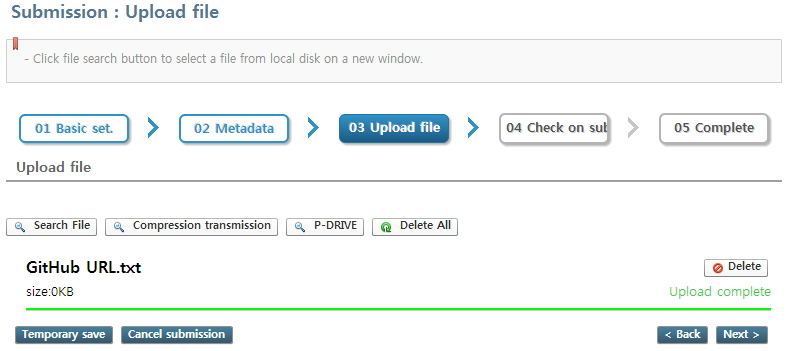 Submission : Upload file
- Click file search button to select a file from local disk on a new window.
01 Basic set.
02 Metadata
03 Upload file
04 Check on sub
05 Complete
Upload file
Search File
Compression transmission
P-DRIVE
Delete All
GitHub URL.txt
Delete
size:0KB
Upload complete
Temporary save
Cancel submission
< Back
Next >